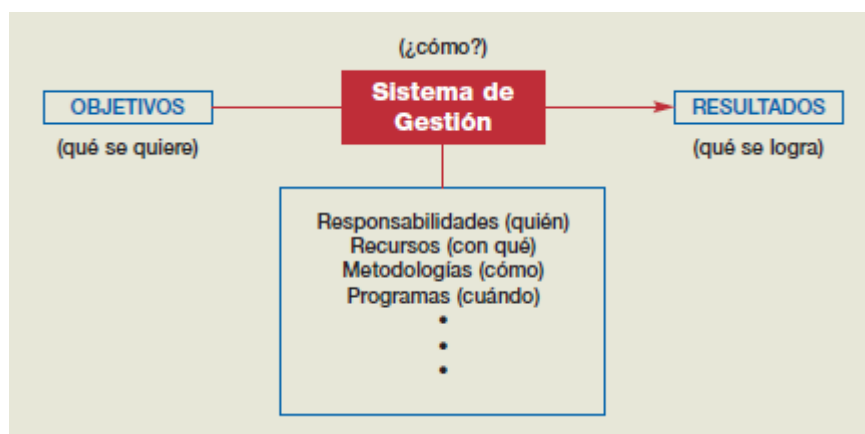 (¿cómo?)
OBJETIVOS
(qué se quiere)
Sistema de
Gestión
RESULTADOS
(qué se logra)
Responsabilidades (quién)
Recursos (con qué)
Metodologías (cómo)
Programas (cuándo)
•
•
•